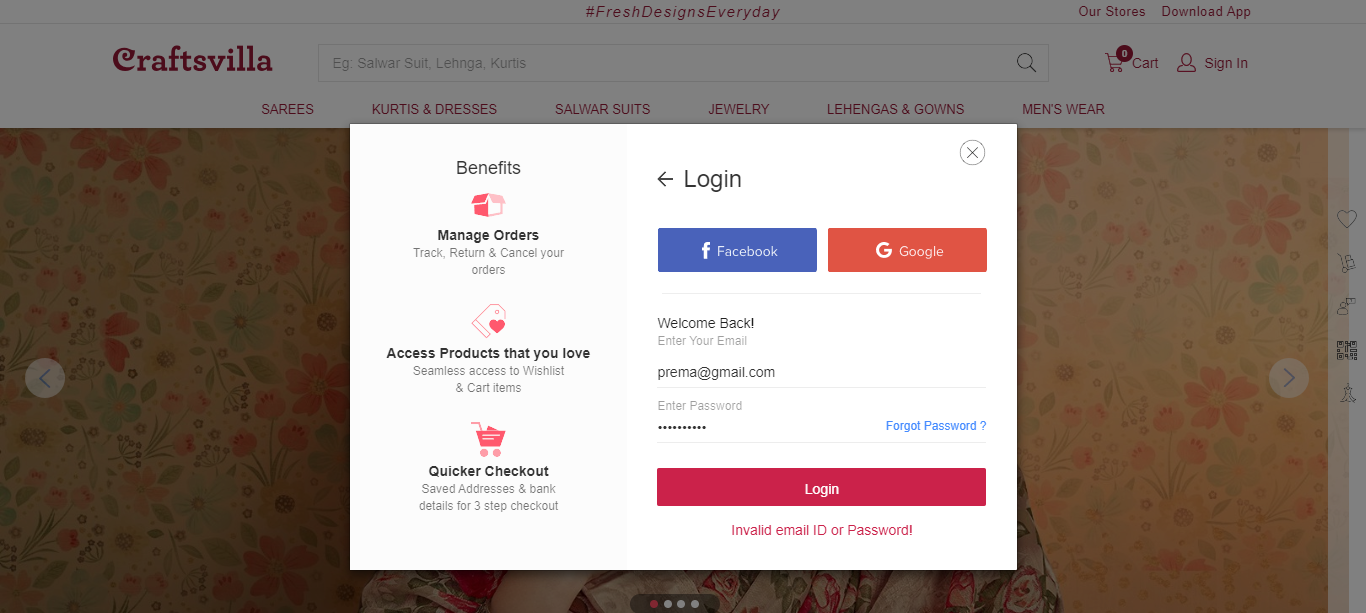 #FreshDesignsEveryday
Our Stores Download App
Craftsvilla
Eg: Salwar Suit, Lehnga, Kurtis
0
Cart
Sign In
SAREES KURTIS & DRESSES SALWAR SUITS JEWELRY LEHENGAS & GOWNS MEN'S WEAR
Benefits
Manage Orders
Track, Return & Cancel your
orders
Access Products that you love
Seamless access to Wishlist
& Cart items
Quicker Checkout
Saved Addresses & bank
details for 3 step checkout
Login
Facebook
Google
Welcome Back!
Enter Your Email
prema@gmail.com
Enter Password
••••••••••
Forgot Password ?
Login
Invalid email ID or Password!